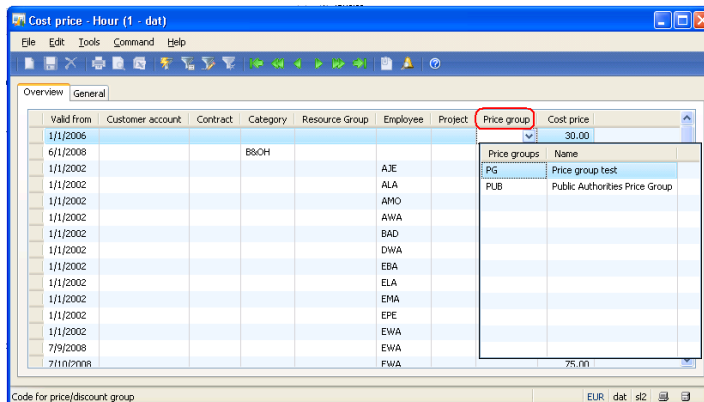 Cost price - Hour (1 - dat)
File Edit Tools Command Help
Overview General
Valid from Customer account Contract Category Resource Group Employee Project Price group Cost price
1/1/2006 30.00
6/1/2008 B&OH
1/1/2002 AJE
1/1/2002 ALA
1/1/2002 AMO
1/1/2002 AWA
1/1/2002 BAD
1/1/2002 DWA
1/1/2002 EBA
1/1/2002 ELA
1/1/2002 EMA
1/1/2002 EPE
1/1/2002 EWA
7/9/2008 EWA
7/10/2008 EWA 75.00
Price groups Name
PG Price group test
PUB Public Authorities Price Group
Code for price/discount group EUR dat sl2